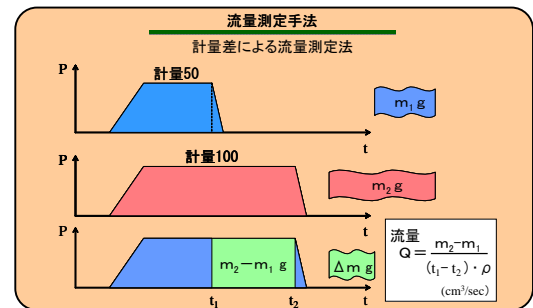 流量測定手法
計量差による流量測定法
P
計量50
m₁ g
t
P
計量100
m₂ g
t
P
m₂－m₁ g
Δm g
t₁
t₂
t
流量
Q＝ m₂-m₁
(t₁- t₂)・ρ
(cm³/sec)